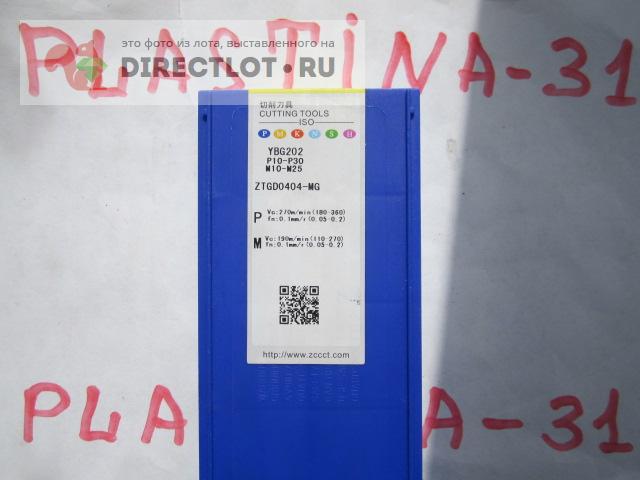 PLASTINA-31
это фото из лота, выставленного на
DIRECTLOT.RU
切削刀具
CUTTING TOOLS
ISO
P M K N S H
YBG202
P10-P30
M10-M25
ZTGD0404-MG
P Vc:270m/min(180-360)
fn:0.1mm/r(0.05-0.2)
M Vc:190m/min(110-270)
fn:0.1mm/r(0.05-0.2)
http://www.zccct.com
PLA A-31